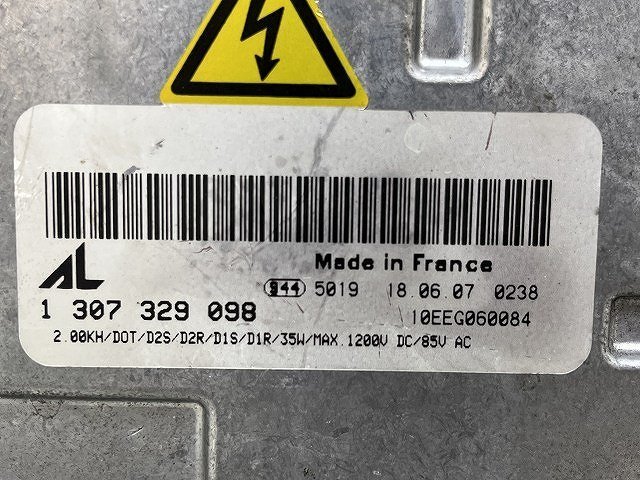 AL
Made in France
944 5019 18.06.07 0238
1 307 329 098
10EEG060084
2.00KH/DOT/D2S/D2R/D1S/D1R/35W/MAX.1200V DC/85V AC